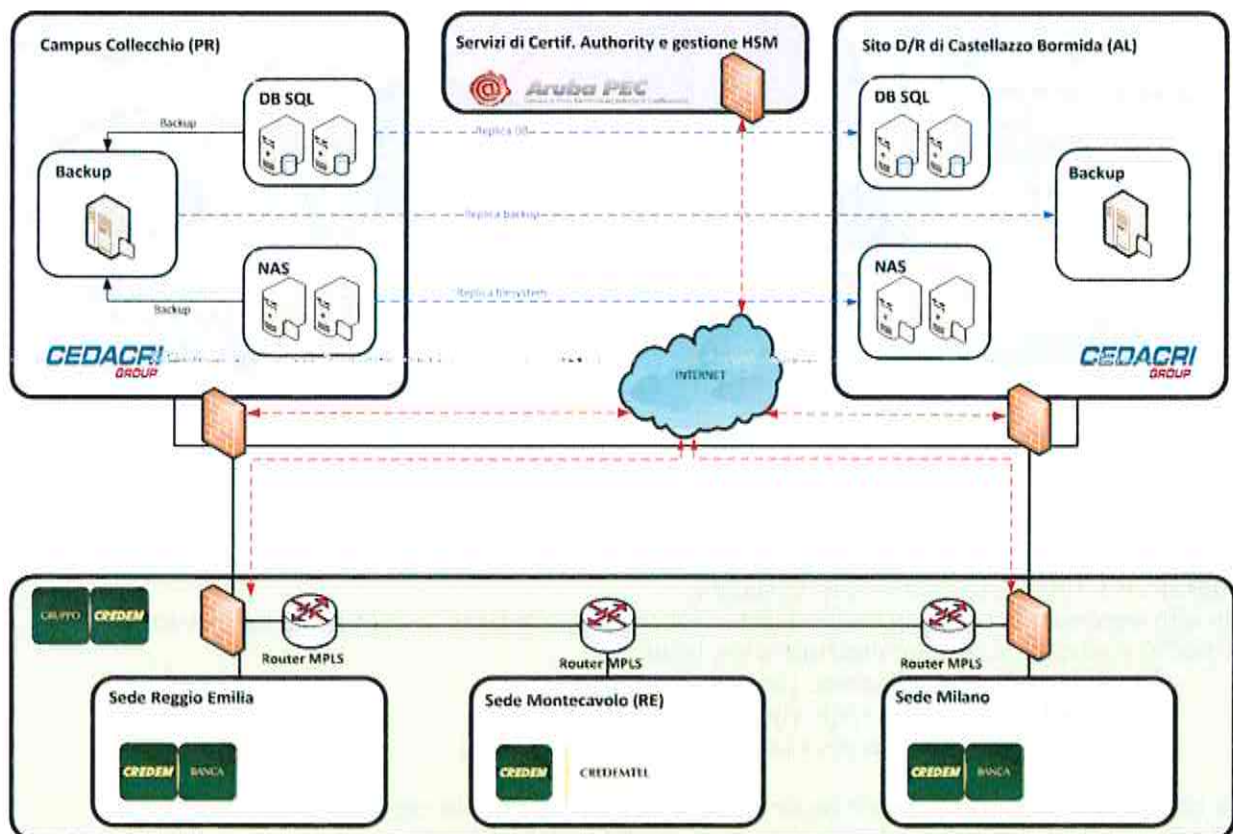 Campus Collecchio (PR)
Servizi di Certif. Authority e gestione HSM
Sito D/R di Castellazzo Bormida (AL)
Aruba PEC
DB SQL
DB SQL
Backup
Replica DB
Backup
Backup
Replica backup
NAS
NAS
Backup
Replica filesystem
CEDACRI
GROUP
INTERNET
CEDACRI
GROUP
GRUPPO CREDEM
Router MPLS
Router MPLS
Router MPLS
Sede Reggio Emilia
Sede Montecavolo (RE)
Sede Milano
CREDEM BANCA
CREDEM CREDEMTEL
CREDEM BANCA